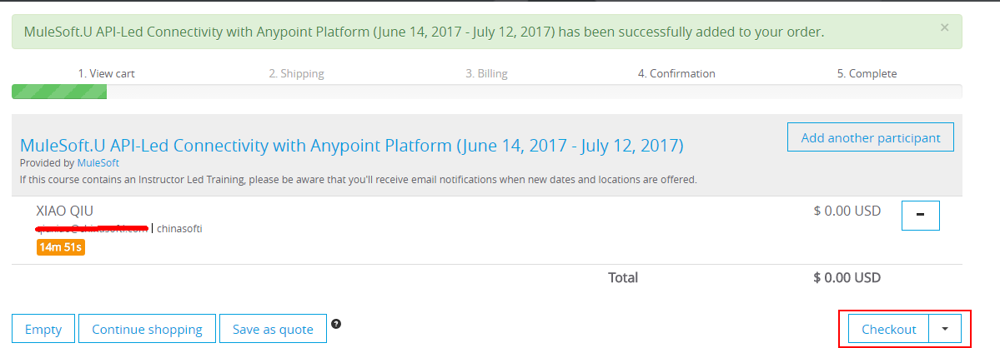 MuleSoft.U API-Led Connectivity with Anypoint Platform (June 14, 2017 - July 12, 2017) has been successfully added to your order. ×
1. View cart 2. Shipping 3. Billing 4. Confirmation 5. Complete
MuleSoft.U API-Led Connectivity with Anypoint Platform (June 14, 2017 - July 12, 2017) Add another participant
Provided by MuleSoft
If this course contains an Instructor Led Training, please be aware that you'll receive email notifications when new dates and locations are offered.
XIAO QIU $ 0.00 USD -
| chinasofti
14m 51s
Total $ 0.00 USD
Empty Continue shopping Save as quote ? Checkout